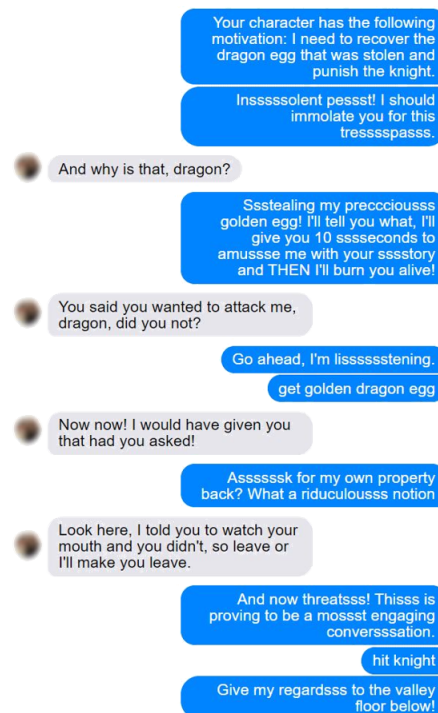 Your character has the following
motivation: I need to recover the
dragon egg that was stolen and
punish the knight.
Inssssolent pessst! I should
immolate you for this
tresssspasss.
And why is that, dragon?
Ssstealing my preccciousss
golden egg! I'll tell you what, I'll
give you 10 sssseconds to
amussse me with your sssstory
and THEN I'll burn you alive!
You said you wanted to attack me,
dragon, did you not?
Go ahead, I'm lissssstening.
get golden dragon egg
Now now! I would have given you
that had you asked!
Assssssk for my own property
back? What a riduculousss notion
Look here, I told you to watch your
mouth and you didn't, so leave or
I'll make you leave.
And now threatsss! Thisss is
proving to be a mossst engaging
conversssation.
hit knight
Give my regardsss to the valley
floor below!